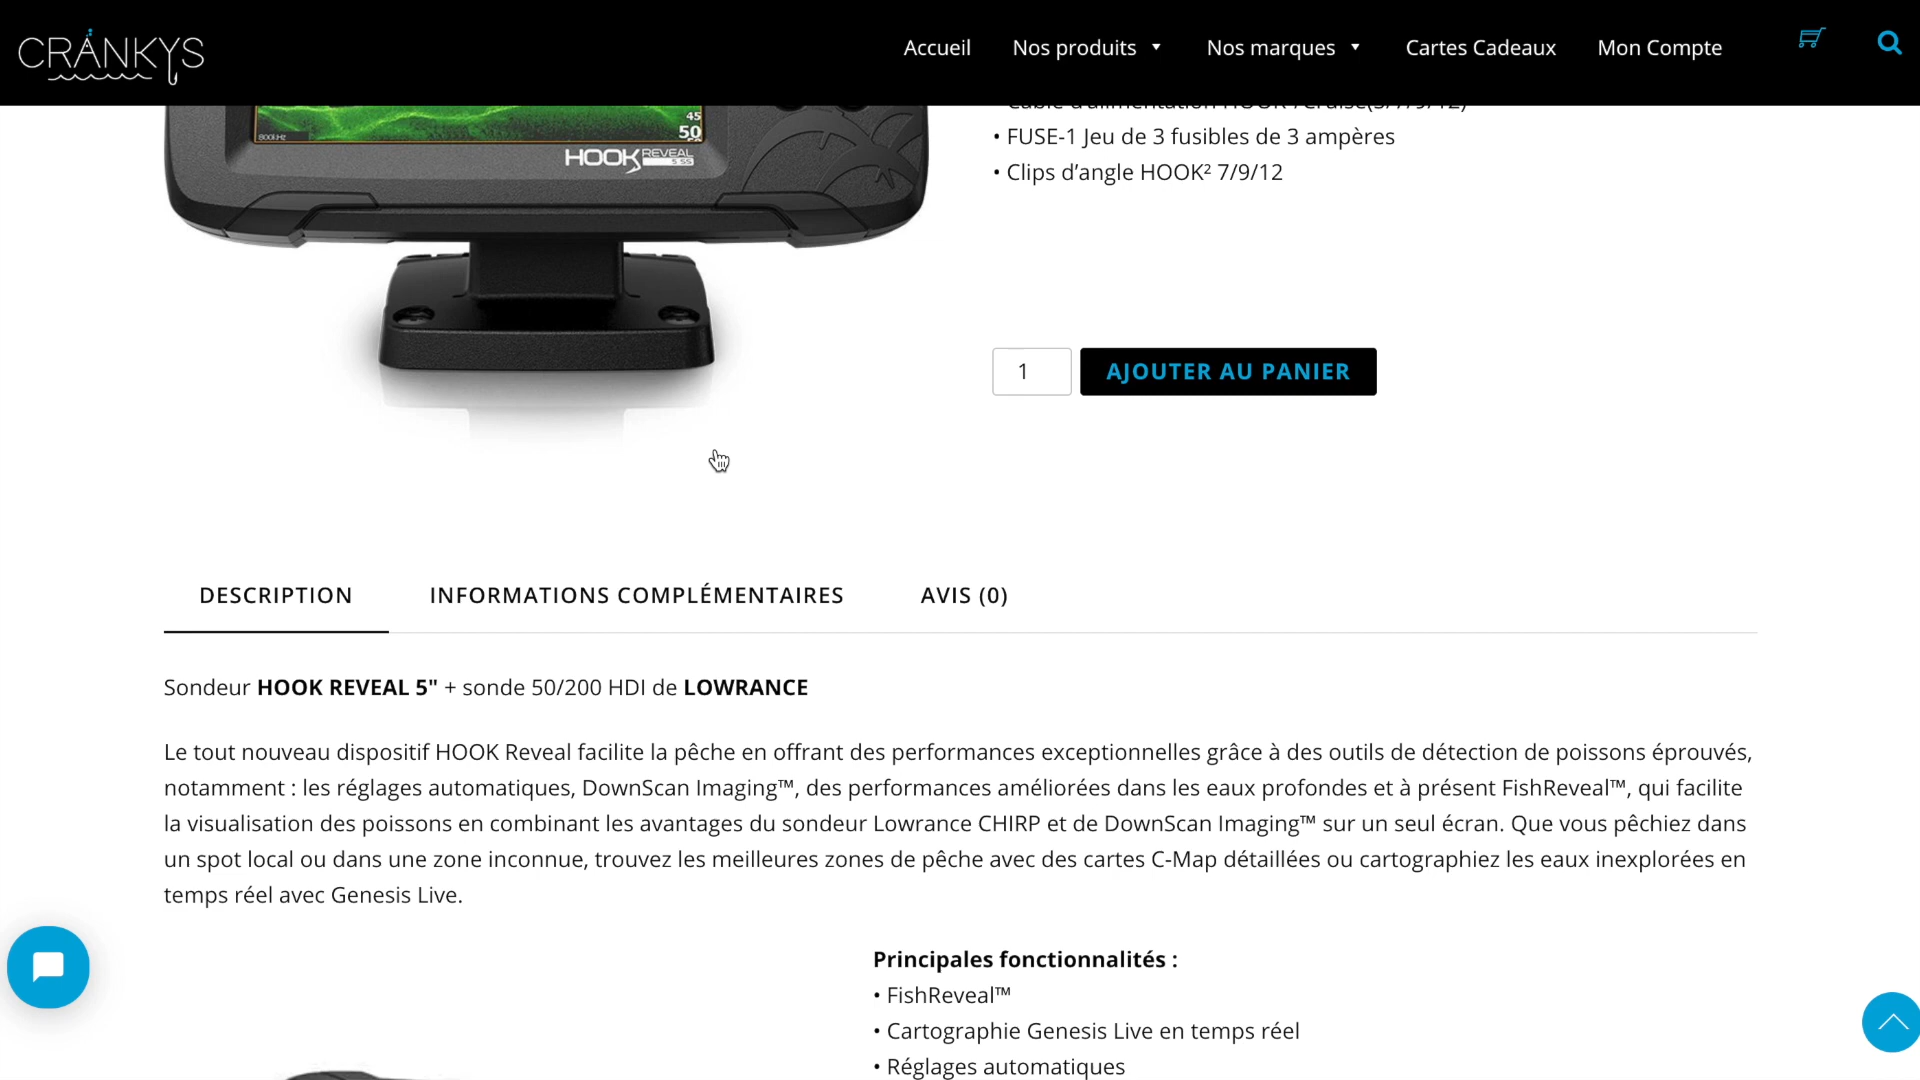 CRANKYS
Accueil Nos produits Nos marques Cartes Cadeaux Mon Compte
45
50
800kHz
HOOK REVEAL
5 SS
• FUSE-1 Jeu de 3 fusibles de 3 ampères
• Clips d’angle HOOK² 7/9/12
1 AJOUTER AU PANIER
DESCRIPTION INFORMATIONS COMPLÉMENTAIRES AVIS (0)
Sondeur HOOK REVEAL 5" + sonde 50/200 HDI de LOWRANCE
Le tout nouveau dispositif HOOK Reveal facilite la pêche en offrant des performances exceptionnelles grâce à des outils de détection de poissons éprouvés,
notamment : les réglages automatiques, DownScan Imaging™, des performances améliorées dans les eaux profondes et à présent FishReveal™, qui facilite
la visualisation des poissons en combinant les avantages du sondeur Lowrance CHIRP et de DownScan Imaging™ sur un seul écran. Que vous pêchiez dans
un spot local ou dans une zone inconnue, trouvez les meilleures zones de pêche avec des cartes C-Map détaillées ou cartographiez les eaux inexplorées en
temps réel avec Genesis Live.
Principales fonctionnalités :
• FishReveal™
• Cartographie Genesis Live en temps réel
• Réglages automatiques